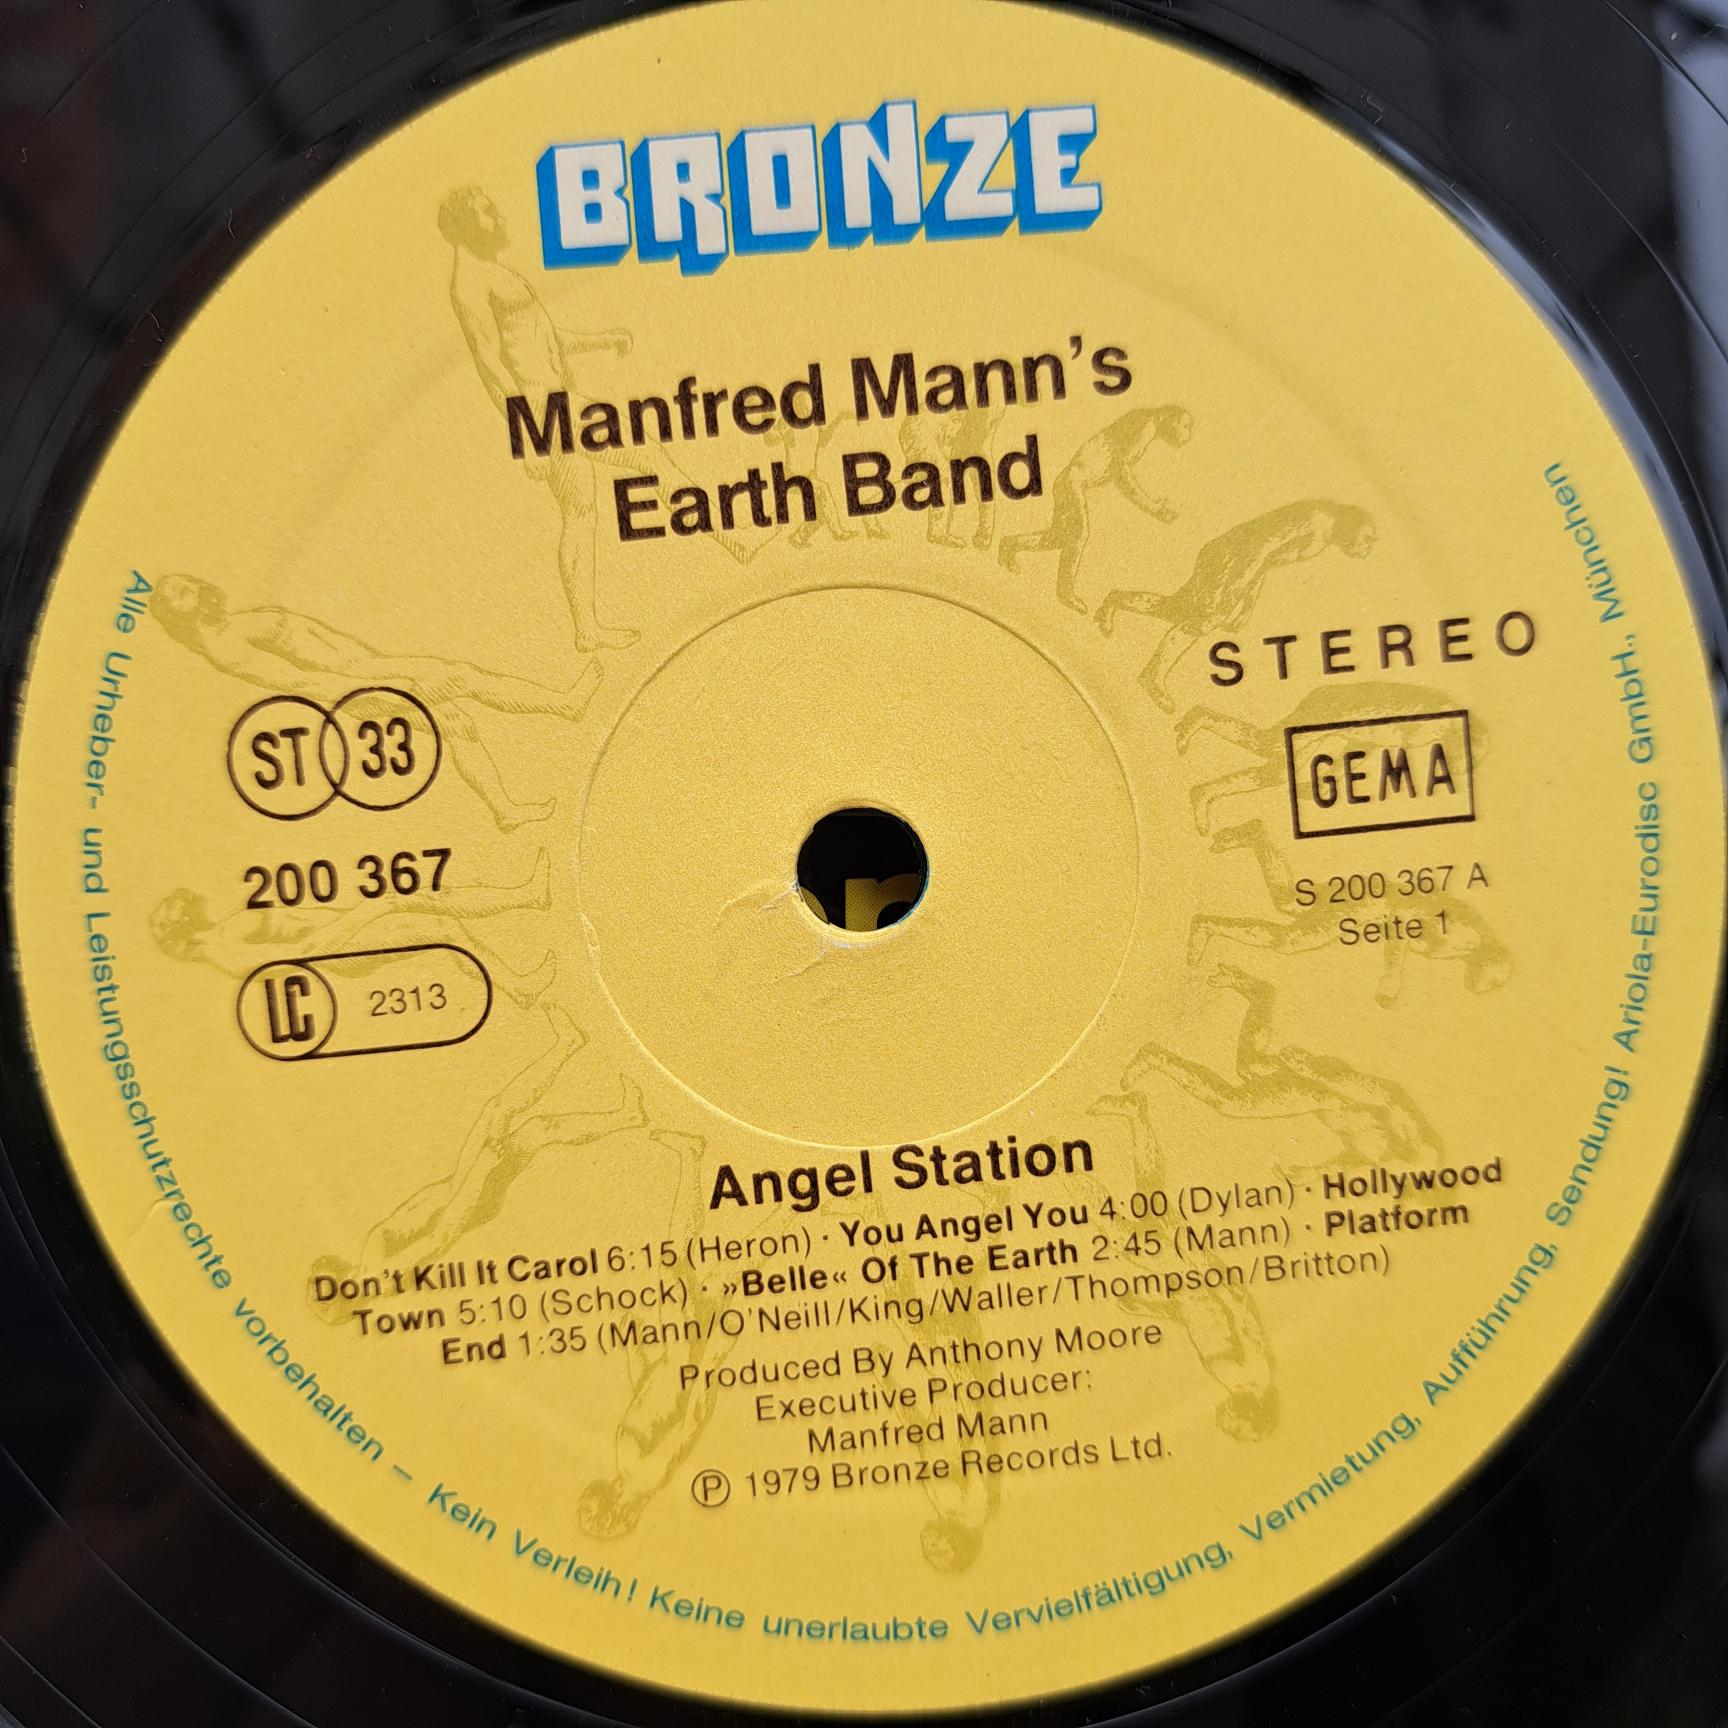 BRONZE
Manfred Mann's
Earth Band
STEREO
ST 33
GEMA
200 367
S 200 367 A
Seite 1
LC 2313
Angel Station
Don't Kill It Carol 6:15 (Heron) · You Angel You 4:00 (Dylan) · Hollywood
Town 5:10 (Schock) · »Belle« Of The Earth 2:45 (Mann) · Platform
End 1:35 (Mann/O'Neill/King/Waller/Thompson/Britton)
Produced By Anthony Moore
Executive Producer:
Manfred Mann
Ⓟ 1979 Bronze Records Ltd.
Alle Urheber- und Leistungsschutzrechte vorbehalten – Kein Verleih! Keine unerlaubte Vervielfältigung, Vermietung, Aufführung, Sendung! Ariola-Eurodisc GmbH., München